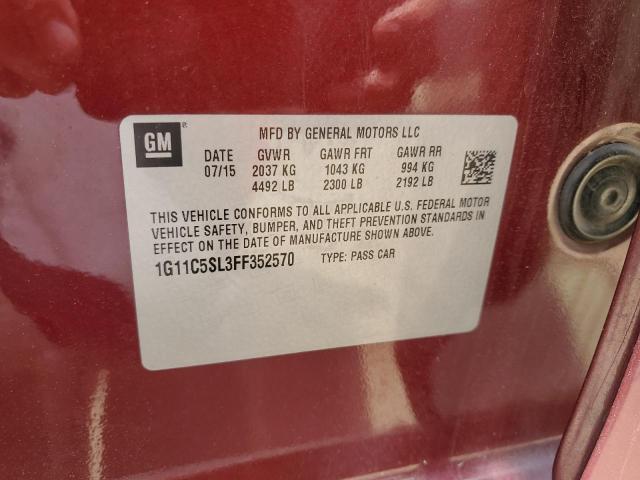 GM®
MFD BY GENERAL MOTORS LLC
DATE GVWR GAWR FRT GAWR RR
07/15 2037 KG 1043 KG 994 KG
4492 LB 2300 LB 2192 LB
THIS VEHICLE CONFORMS TO ALL APPLICABLE U.S. FEDERAL MOTOR
VEHICLE SAFETY, BUMPER, AND THEFT PREVENTION STANDARDS IN
EFFECT ON THE DATE OF MANUFACTURE SHOWN ABOVE.
1G11C5SL3FF352570 TYPE: PASS CAR